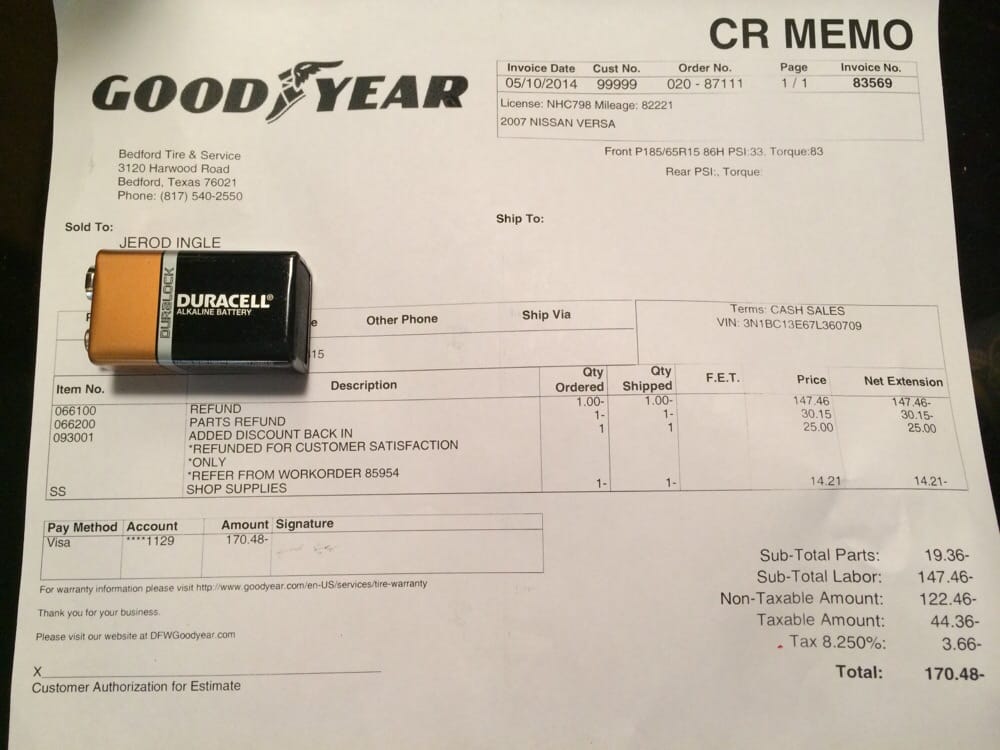 CR MEMO
GOODYEAR
Invoice Date Cust No. Order No. Page Invoice No.
05/10/2014 99999 020 - 87111 1 / 1 83569
License: NHC798 Mileage: 82221
2007 NISSAN VERSA
Front P185/65R15 86H PSI:33. Torque:83
Rear PSI:, Torque:
Bedford Tire & Service
3120 Harwood Road
Bedford, Texas 76021
Phone: (817) 540-2550
Sold To:
Ship To:
JEROD INGLE
DURALOCK
DURACELL®
ALKALINE BATTERY
Other Phone Ship Via
Terms: CASH SALES
VIN: 3N1BC13E67L360709
15
Item No. Description Qty Ordered Qty Shipped F.E.T. Price Net Extension
066100 REFUND 1.00- 1.00- 147.46 147.46-
066200 PARTS REFUND 1- 1- 30.15 30.15-
093001 ADDED DISCOUNT BACK IN 1 1 25.00 25.00
*REFUNDED FOR CUSTOMER SATISFACTION
*ONLY
*REFER FROM WORKORDER 85954
SS SHOP SUPPLIES 1- 1- 14.21 14.21-
Pay Method Account Amount Signature
Visa ****1129 170.48-
For warranty information please visit http://www.goodyear.com/en-US/services/tire-warranty
Thank you for your business.
Please visit our website at DFWGoodyear.com
X
Customer Authorization for Estimate
Sub-Total Parts: 19.36-
Sub-Total Labor: 147.46-
Non-Taxable Amount: 122.46-
Taxable Amount: 44.36-
Tax 8.250%: 3.66-
Total: 170.48-